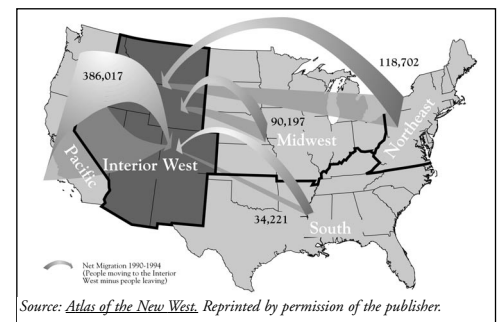 118,702
386,017
90,197
Midwest
Northeast
Pacific
Interior West
34,221
South
Net Migration 1990-1994
(People moving to the Interior
West minus people leaving)
Source: Atlas of the New West. Reprinted by permission of the publisher.